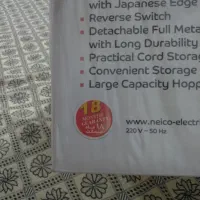 with Japanese Edge
Reverse Switch
Detachable Full Meta
with Long Durability
Practical Cord Storag
Convenient Storage
Large Capacity Hopp
18
www.neico-electr
220 V ~ 50 Hz